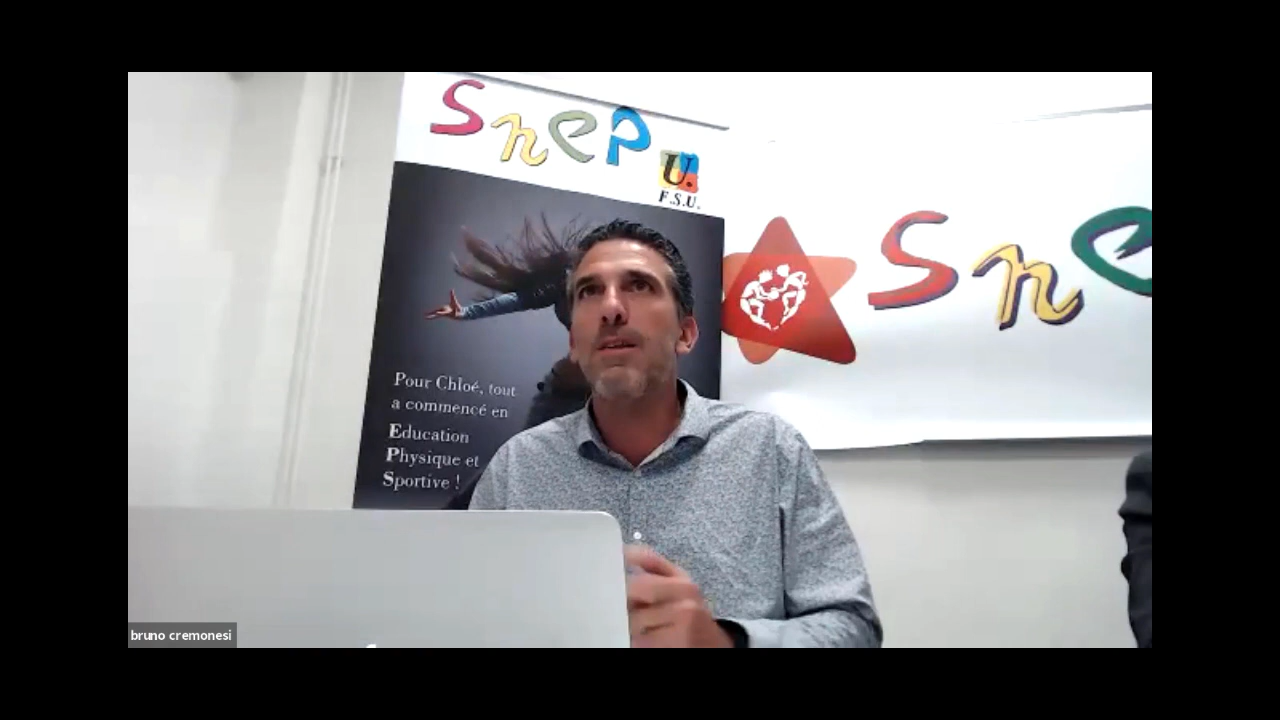 Snep
U.
F.S.U.
Sne
Pour Chloé, tout
a commencé en
Education
Physique et
Sportive !
bruno cremonesi